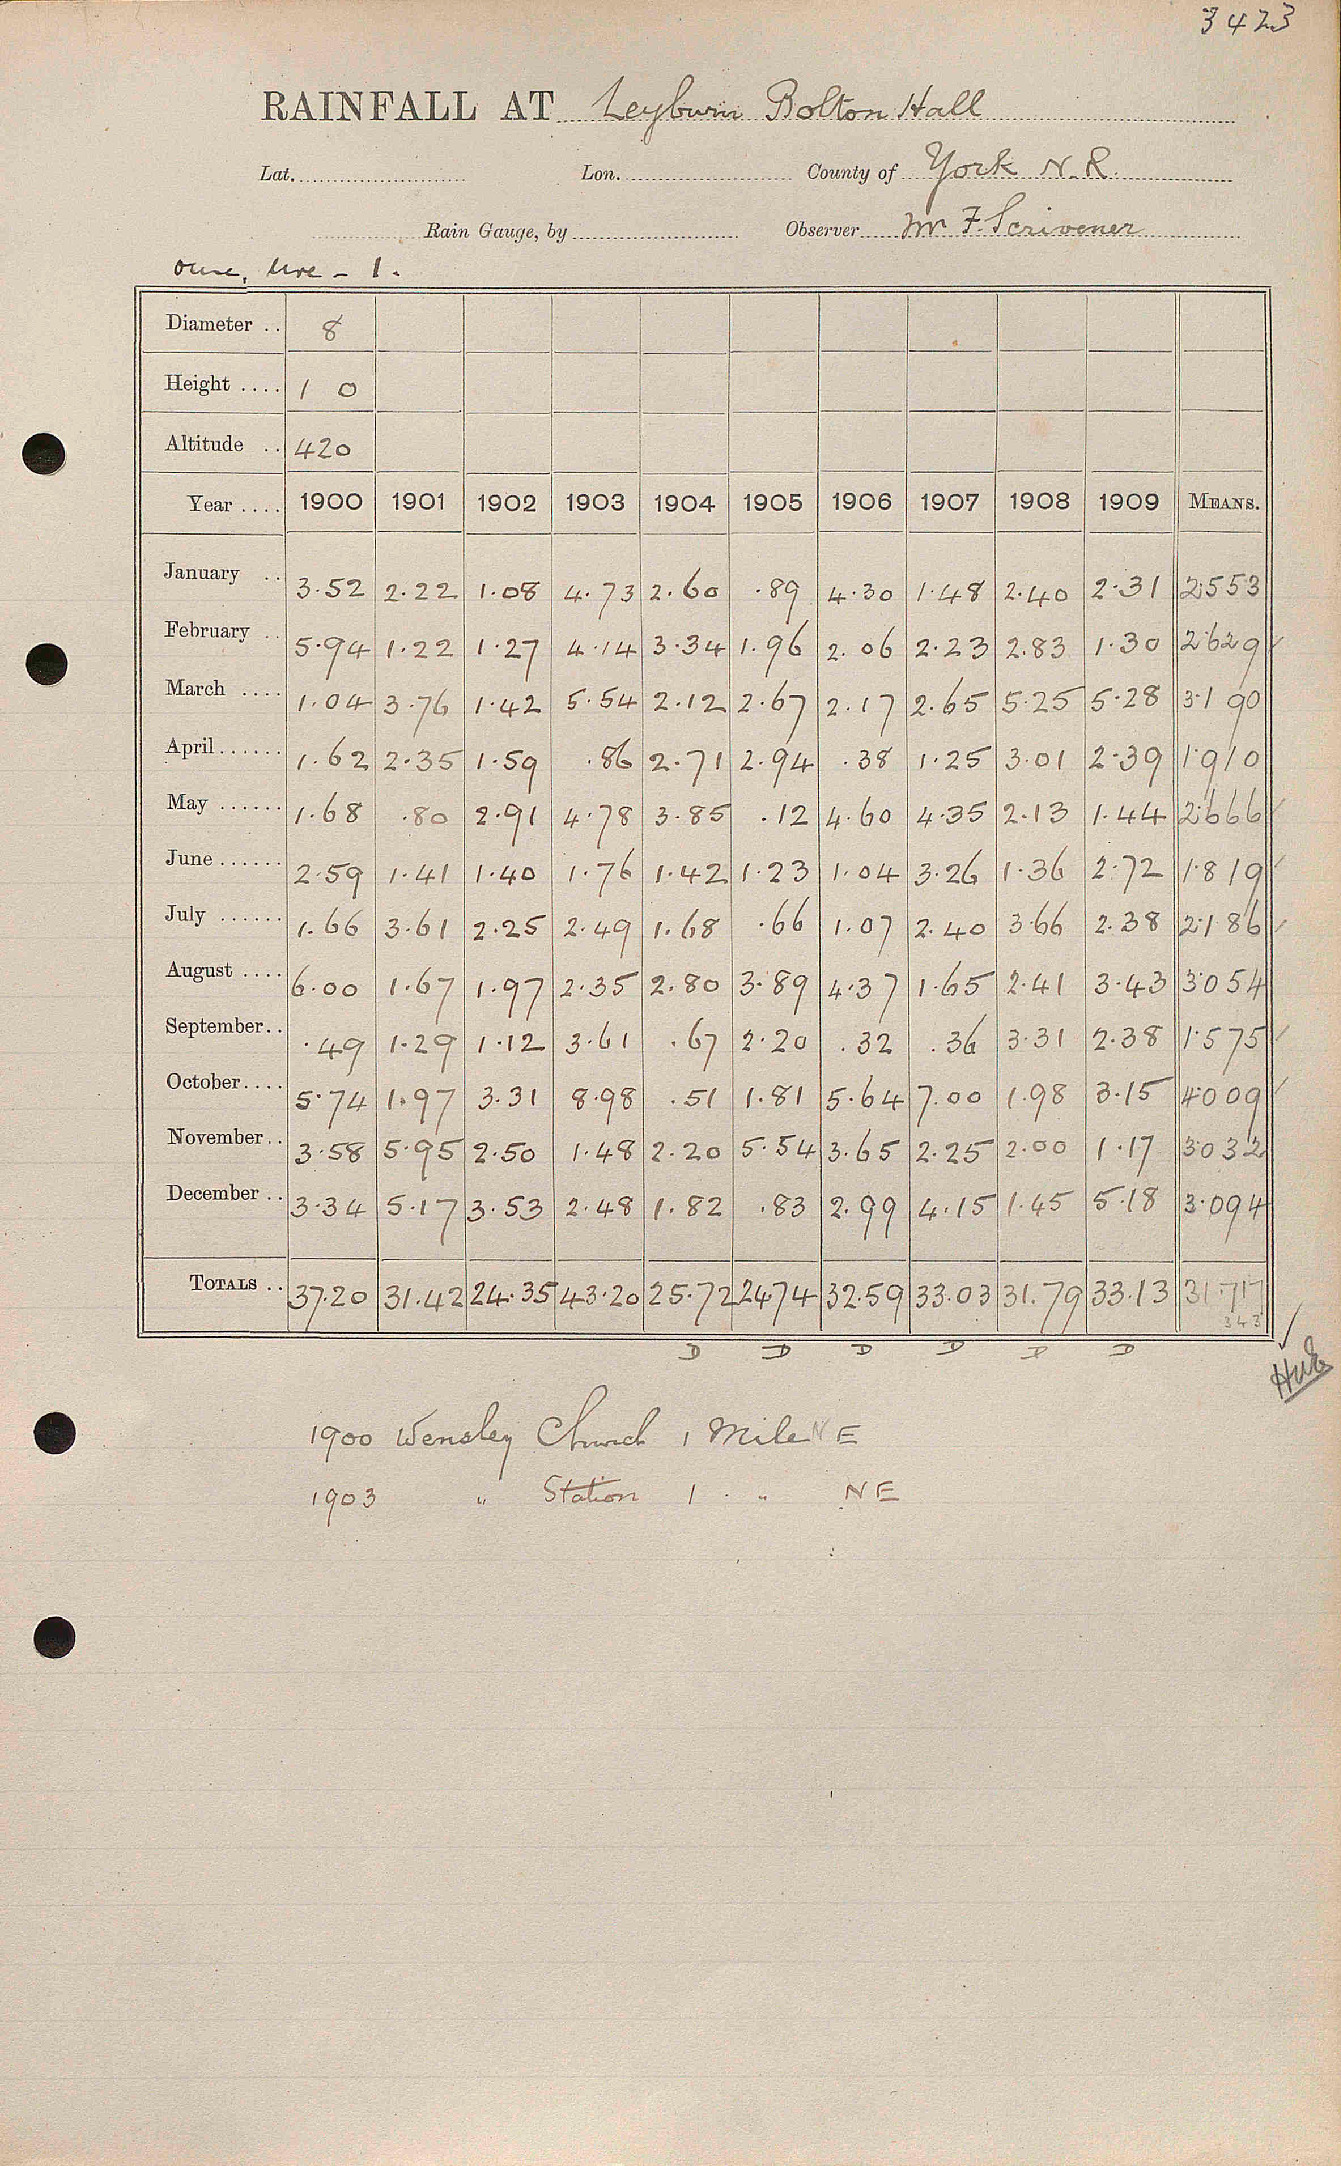 3423
RAINFALL AT Leyburn Bolton Hall
Lat. Lon. County of York N.R.
Rain Gauge, by Observer Mr F. Scrivener
Ouse, Ure - 1.
Diameter .. 8
Height .... 1 0
Altitude .. 420
Year .... 1900 1901 1902 1903 1904 1905 1906 1907 1908 1909 MEANS.
January .. 3.52 2.22 1.08 4.73 2.60 .89 4.30 1.48 2.40 2.31 2.553
February .. 5.94 1.22 1.27 4.14 3.34 1.96 2.06 2.23 2.83 1.30 2.629
March .... 1.04 3.76 1.42 5.54 2.12 2.67 2.17 2.65 5.25 5.28 3.190
April ...... 1.62 2.35 1.59 .86 2.71 2.94 .38 1.25 3.01 2.39 1.910
May ...... 1.68 .80 2.91 4.78 3.85 .12 4.60 4.35 2.13 1.44 2.666
June ...... 2.59 1.41 1.40 1.76 1.42 1.23 1.04 3.26 1.36 2.72 1.819
July ...... 1.66 3.61 2.25 2.49 1.68 .66 1.07 2.40 3.66 2.38 2.186
August .... 6.00 1.67 1.97 2.35 2.80 3.89 4.37 1.65 2.41 3.43 3.054
September .. .49 1.29 1.12 3.61 .67 2.20 .32 .36 3.31 2.38 1.575
October .... 5.74 1.97 3.31 8.98 .51 1.81 5.64 7.00 1.98 3.15 4.009
November .. 3.58 5.95 2.50 1.48 2.20 5.54 3.65 2.25 2.00 1.17 3.032
December .. 3.34 5.17 3.53 2.48 1.82 .83 2.99 4.15 1.45 5.18 3.094
TOTALS .. 37.20 31.42 24.35 43.20 25.72 24.74 32.59 33.03 31.79 33.13 31.717
343
D D D D D D
1900 Wensley Church 1 Mile NE
1903 " Station 1 " NE